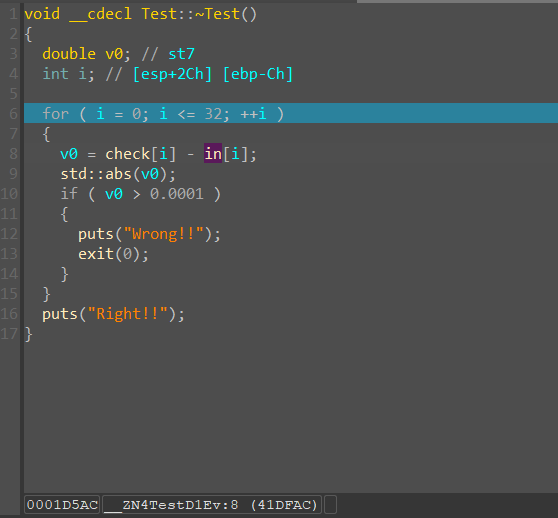 1 void __cdecl Test::~Test()
2 {
3   double v0; // st7
4   int i; // [esp+2Ch] [ebp-Ch]
5
6   for ( i = 0; i <= 32; ++i )
7   {
8     v0 = check[i] - in[i];
9     std::abs(v0);
10     if ( v0 > 0.0001 )
11     {
12       puts("Wrong!!");
13       exit(0);
14     }
15   }
16   puts("Right!!");
17 }
0001D5AC __ZN4TestD1Ev:8 (41DFAC)